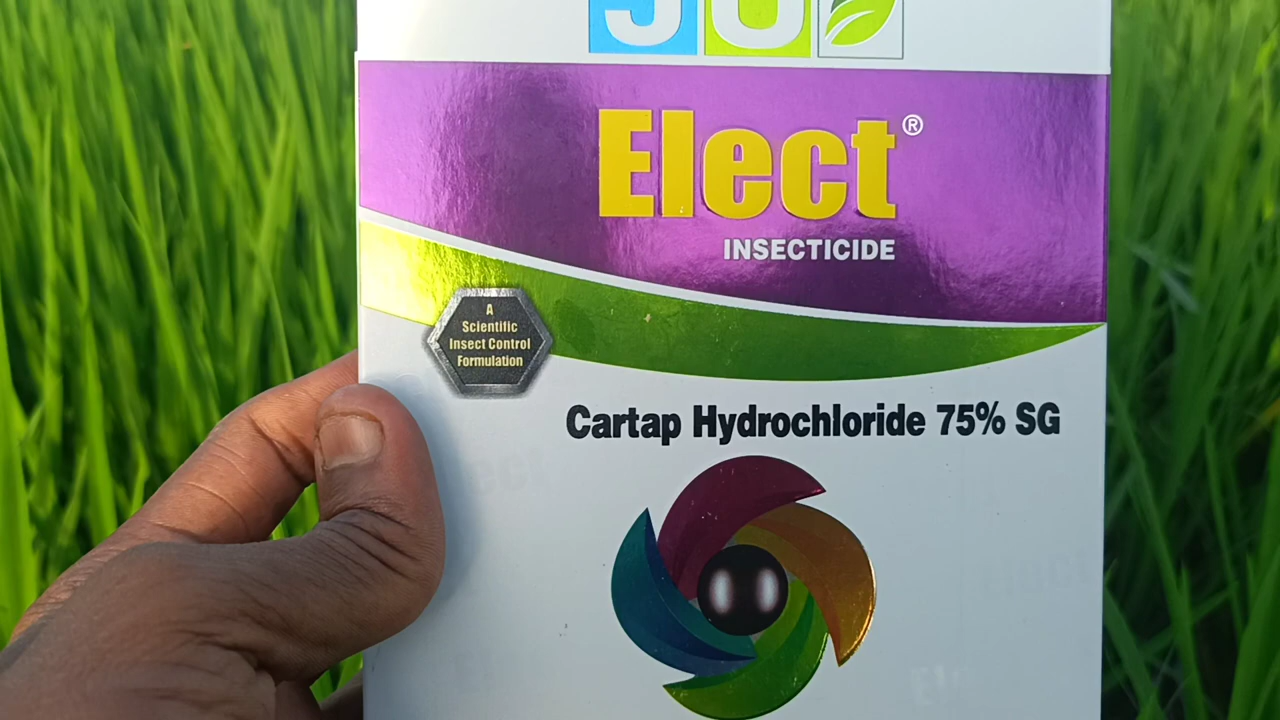 Elect®
INSECTICIDE
A
Scientific
Insect Control
Formulation
Cartap Hydrochloride 75% SG